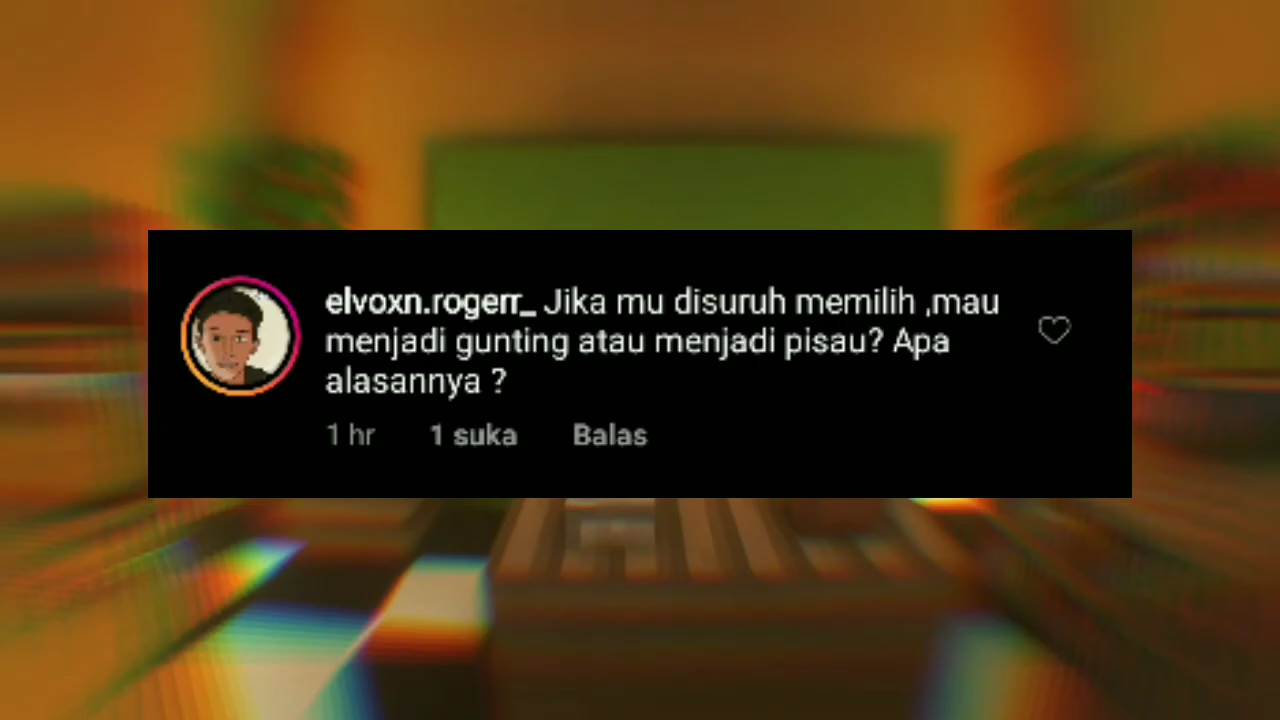 elvoxn.rogerr_ Jika mu disuruh memilih ,mau
menjadi gunting atau menjadi pisau? Apa
alasannya ?
1 hr 1 suka Balas